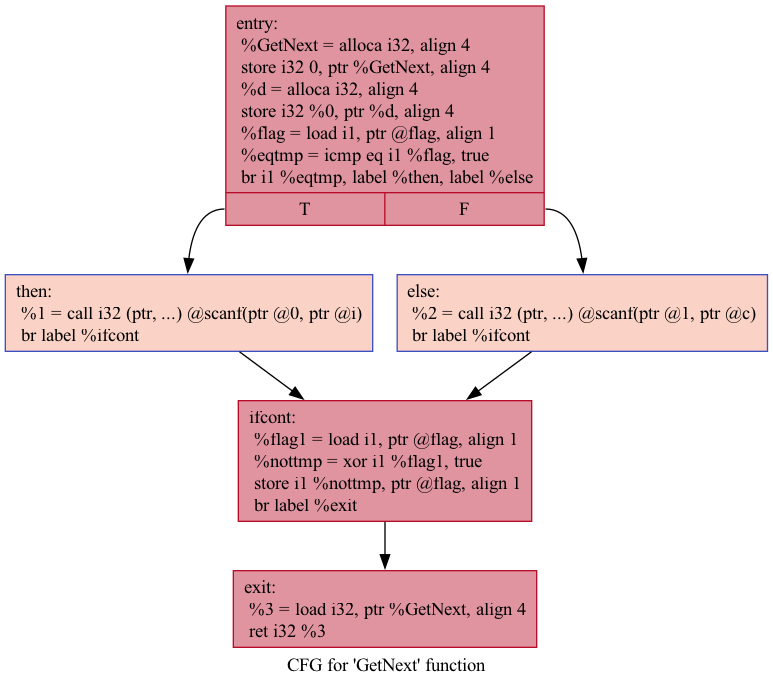 entry:
%GetNext = alloca i32, align 4
store i32 0, ptr %GetNext, align 4
%d = alloca i32, align 4
store i32 %0, ptr %d, align 4
%flag = load i1, ptr @flag, align 1
%eqtmp = icmp eq i1 %flag, true
br i1 %eqtmp, label %then, label %else
T
F
then:
%1 = call i32 (ptr, ...) @scanf(ptr @0, ptr @i)
br label %ifcont
else:
%2 = call i32 (ptr, ...) @scanf(ptr @1, ptr @c)
br label %ifcont
ifcont:
%flag1 = load i1, ptr @flag, align 1
%nottmp = xor i1 %flag1, true
store i1 %nottmp, ptr @flag, align 1
br label %exit
exit:
%3 = load i32, ptr %GetNext, align 4
ret i32 %3
CFG for 'GetNext' function